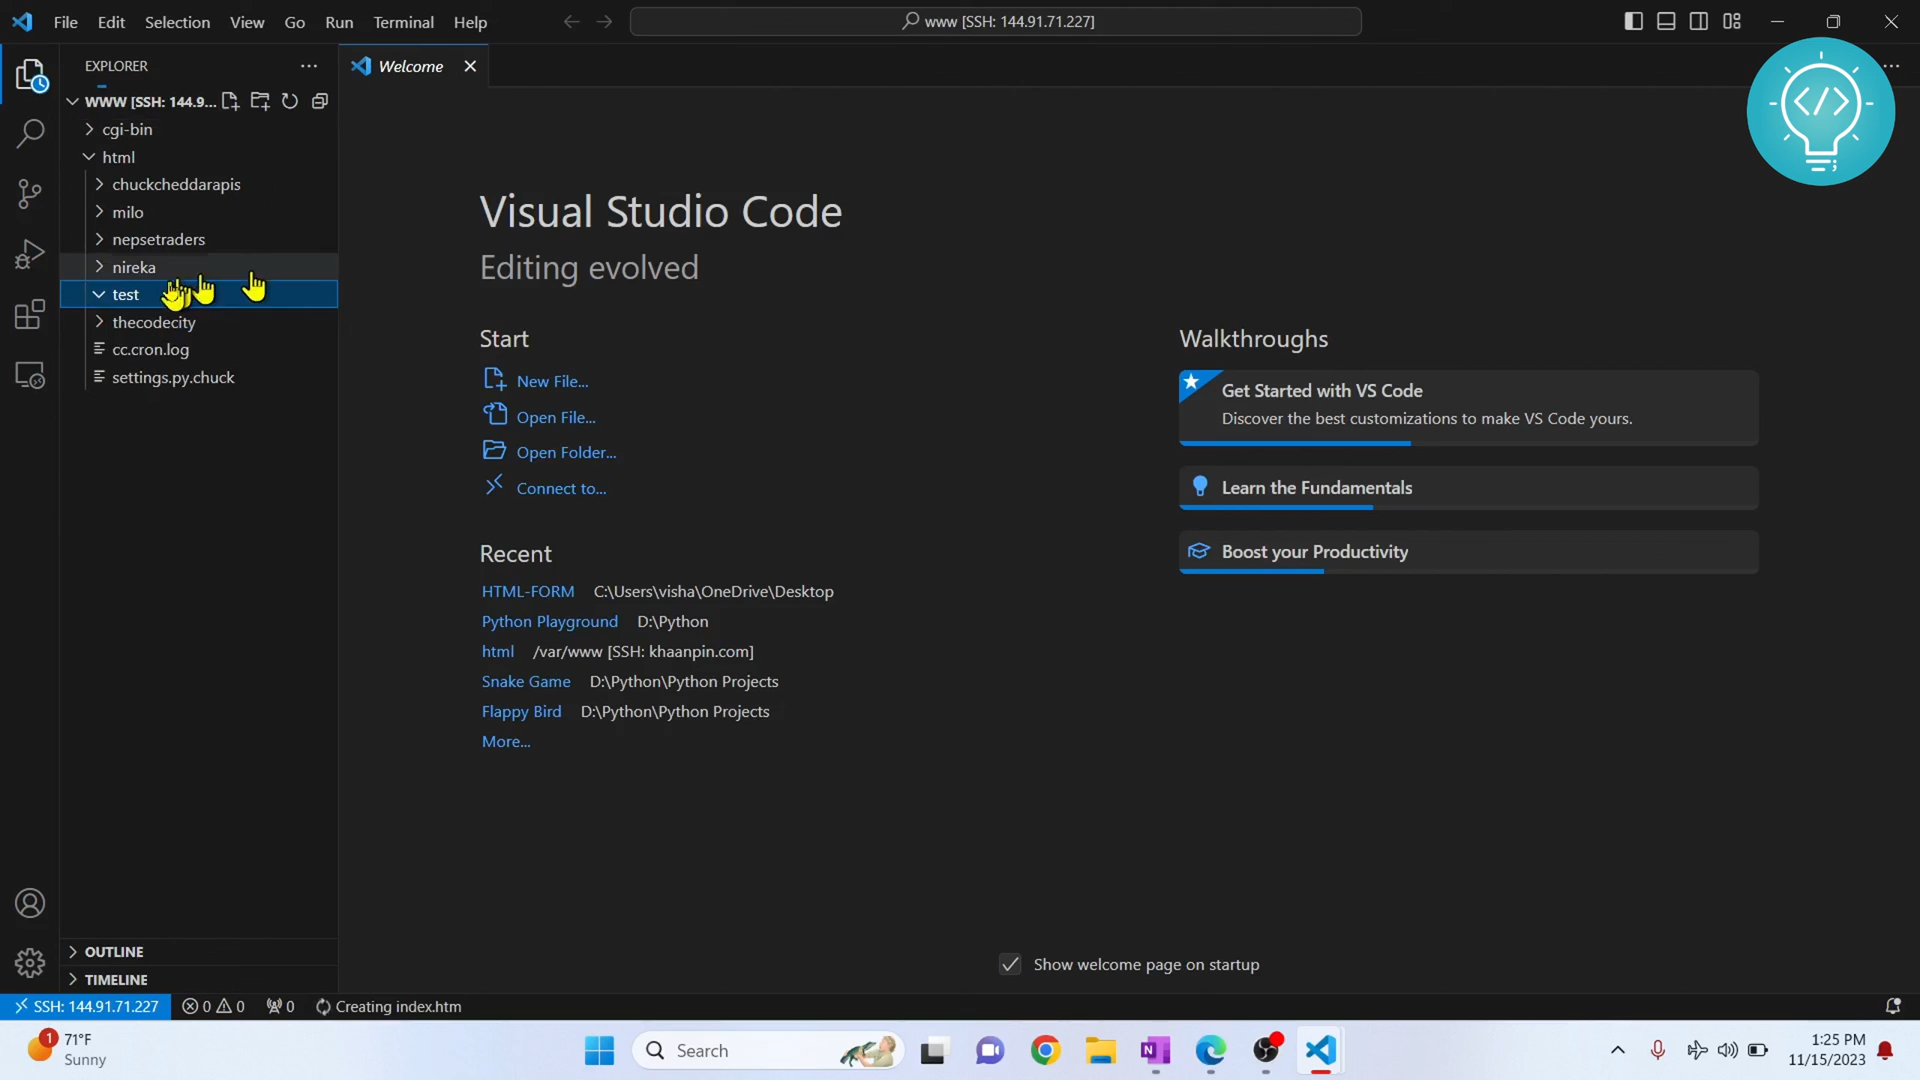 File Edit Selection View Go Run Terminal Help
www [SSH: 144.91.71.227]
EXPLORER
Welcome
WWW [SSH: 144.9...
cgi-bin
html
chuckcheddarapis
milo
nepsetraders
nireka
test
thecodecity
cc.cron.log
settings.py.chuck
OUTLINE
TIMELINE
Visual Studio Code
Editing evolved
Start
New File...
Open File...
Open Folder...
Connect to...
Recent
HTML-FORM C:\Users\visha\OneDrive\Desktop
Python Playground D:\Python
html /var/www [SSH: khaanpin.com]
Snake Game D:\Python\Python Projects
Flappy Bird D:\Python\Python Projects
More...
Walkthroughs
Get Started with VS Code
Discover the best customizations to make VS Code yours.
Learn the Fundamentals
Boost your Productivity
Show welcome page on startup
SSH: 144.91.71.227 0 0 0 Creating index.htm
1
71°F
Sunny
Search
1:25 PM
11/15/2023